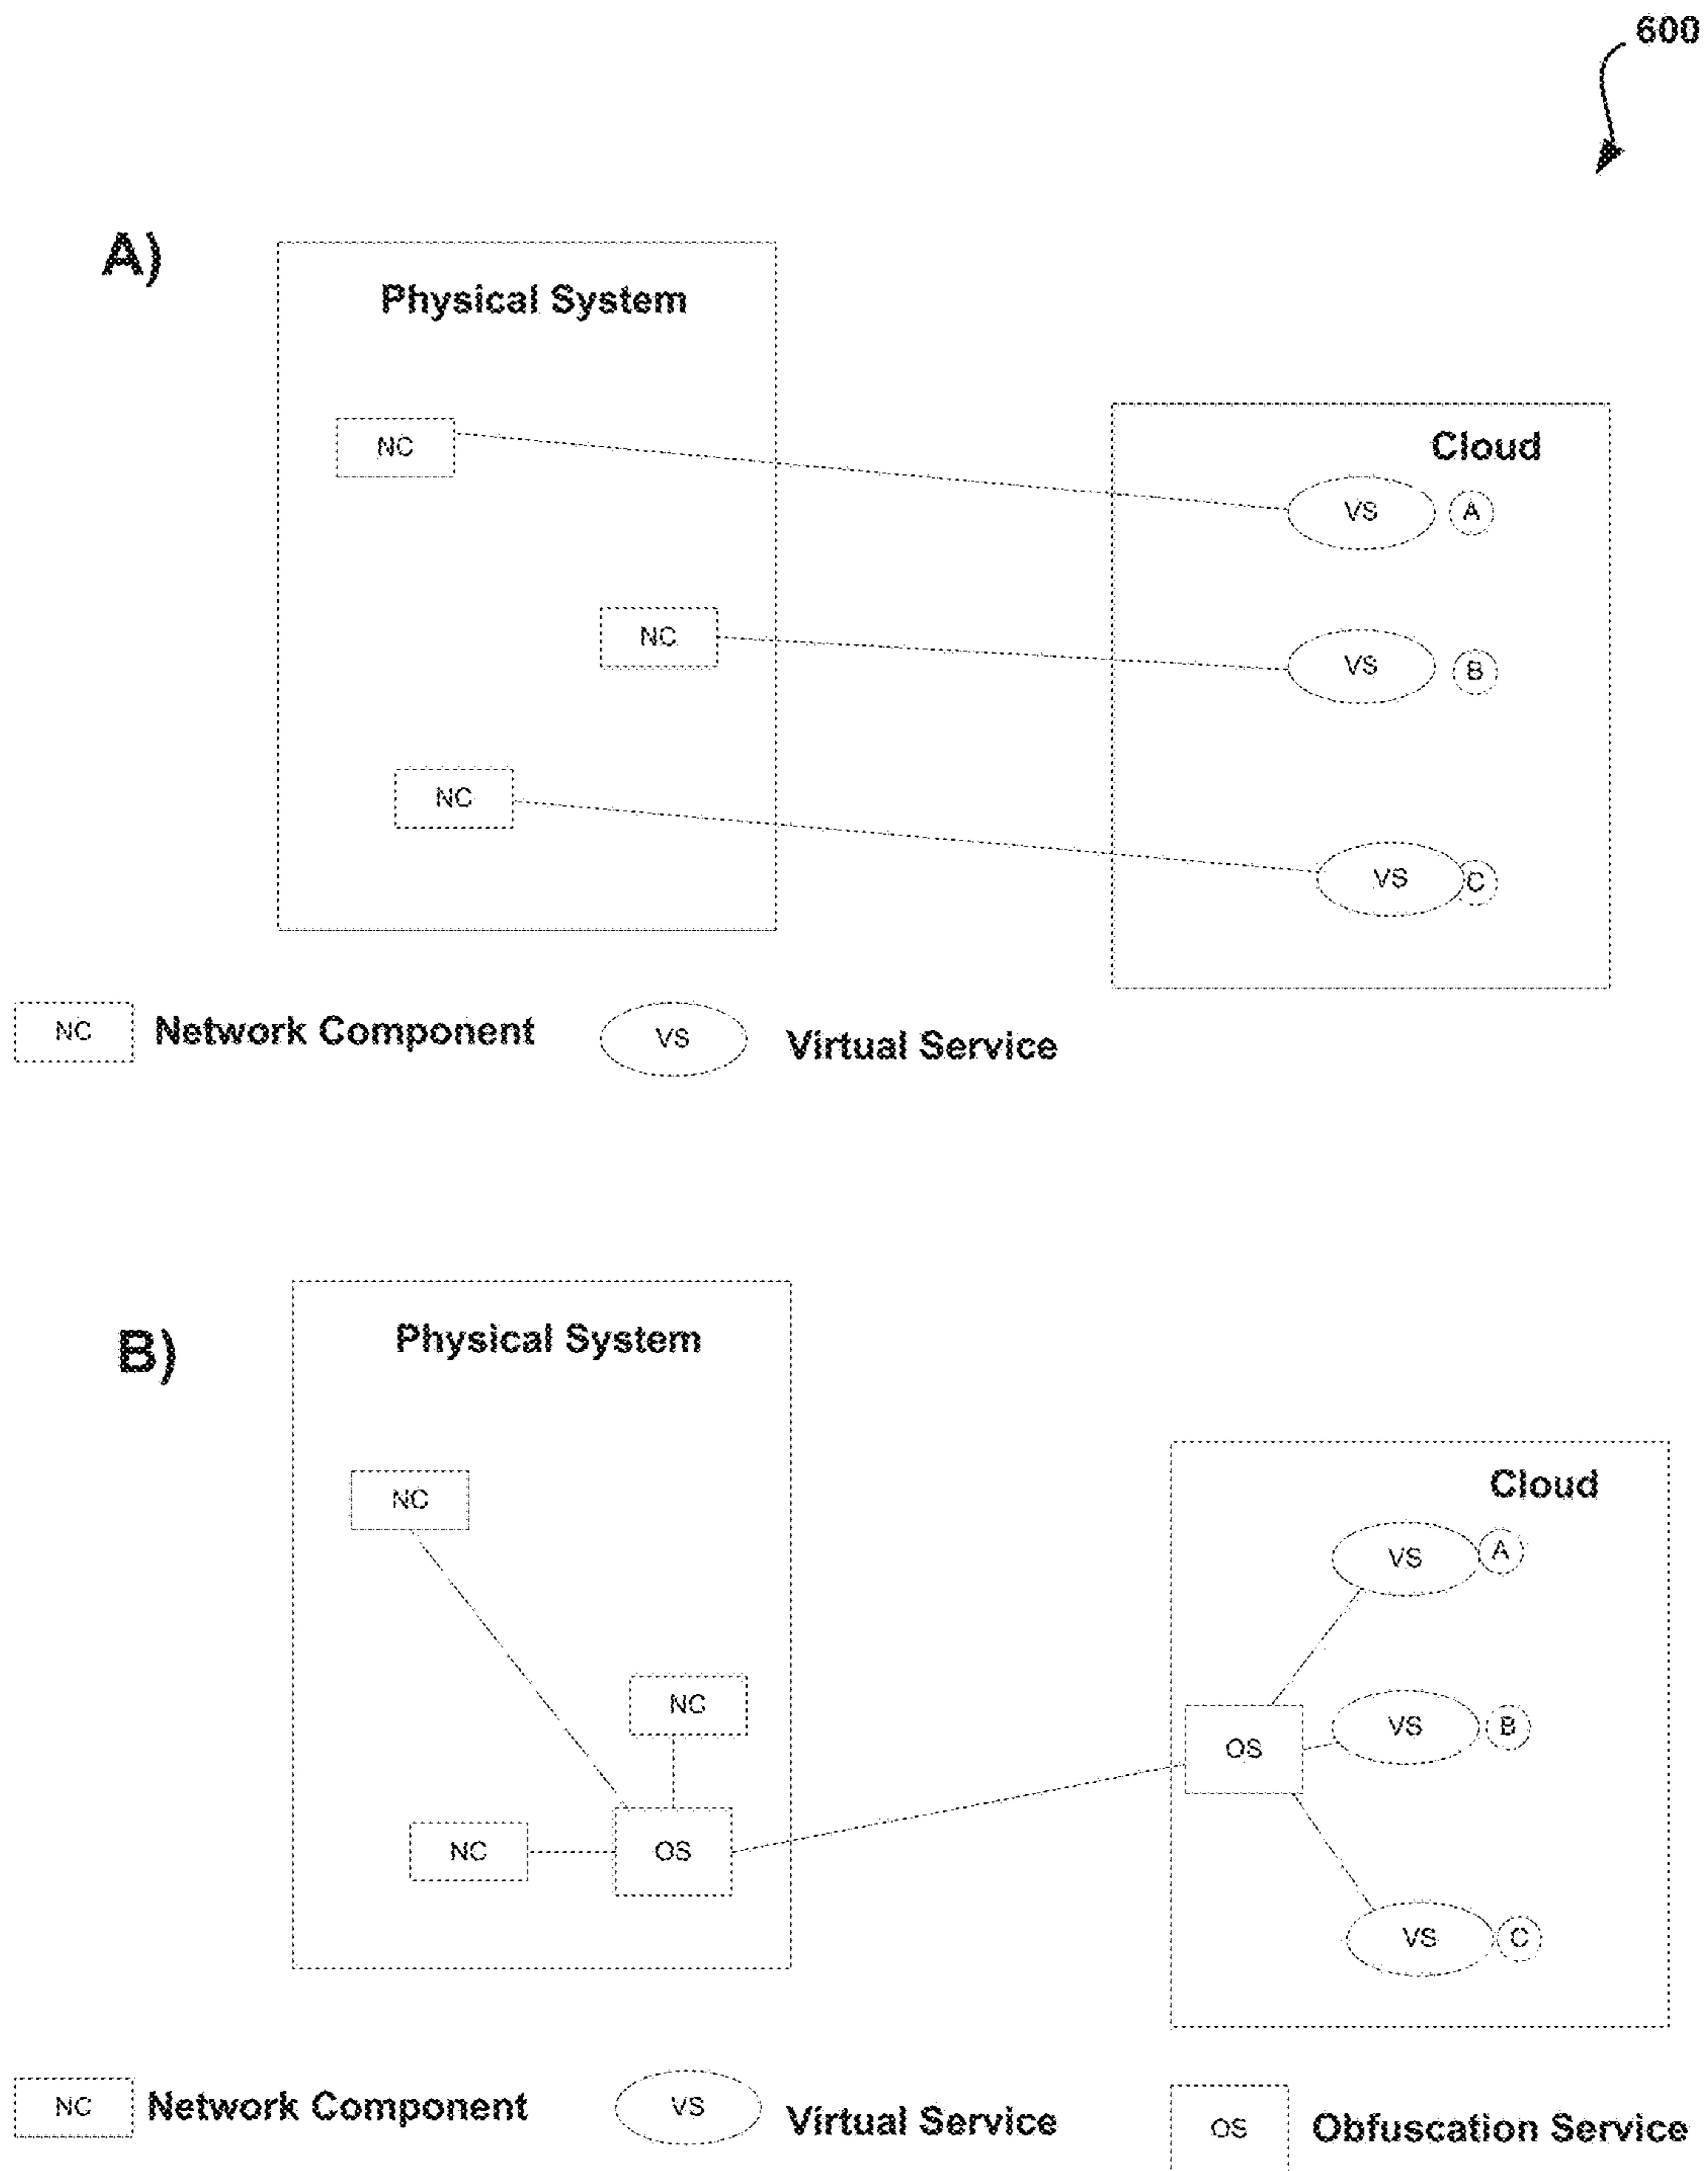 600
A)
Physical System
Cloud
NC
VS A
NC
VS B
NC
VS C
NC Network Component VS Virtual Service
B)
Physical System
Cloud
NC
VS A
NC
VS B
OS
NC OS
VS C
NC Network Component VS Virtual Service OS Obfuscation Service